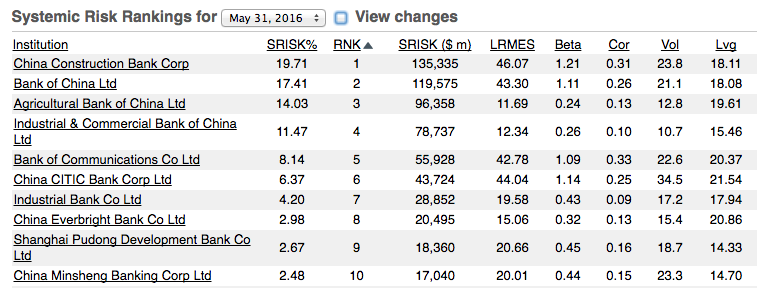 Systemic Risk Rankings for May 31, 2016 View changes
Institution SRISK% RNK▲ SRISK ($ m) LRMES Beta Cor Vol Lvg
China Construction Bank Corp 19.71 1 135,335 46.07 1.21 0.31 23.8 18.11
Bank of China Ltd 17.41 2 119,575 43.30 1.11 0.26 21.1 18.08
Agricultural Bank of China Ltd 14.03 3 96,358 11.69 0.24 0.13 12.8 19.61
Industrial & Commercial Bank of China
Ltd 11.47 4 78,737 12.34 0.26 0.10 10.7 15.46
Bank of Communications Co Ltd 8.14 5 55,928 42.78 1.09 0.33 22.6 20.37
China CITIC Bank Corp Ltd 6.37 6 43,724 44.04 1.14 0.25 34.5 21.54
Industrial Bank Co Ltd 4.20 7 28,852 19.58 0.43 0.09 17.2 17.94
China Everbright Bank Co Ltd 2.98 8 20,495 15.06 0.32 0.13 15.4 20.86
Shanghai Pudong Development Bank Co
Ltd 2.67 9 18,360 20.66 0.45 0.16 18.7 14.33
China Minsheng Banking Corp Ltd 2.48 10 17,040 20.01 0.44 0.15 23.3 14.70